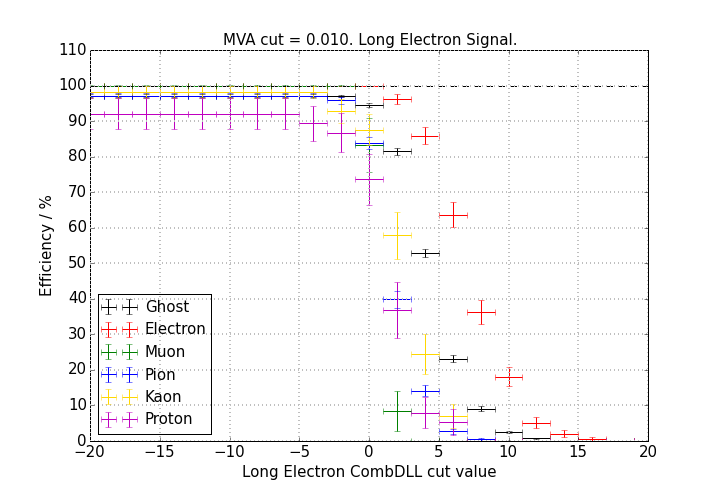 MVA cut = 0.010. Long Electron Signal.
110
100
90
80
70
60
50
40
30
20
10
0
Efficiency / %
Ghost
Electron
Muon
Pion
Kaon
Proton
−20 −15 −10 −5 0 5 10 15 20
Long Electron CombDLL cut value